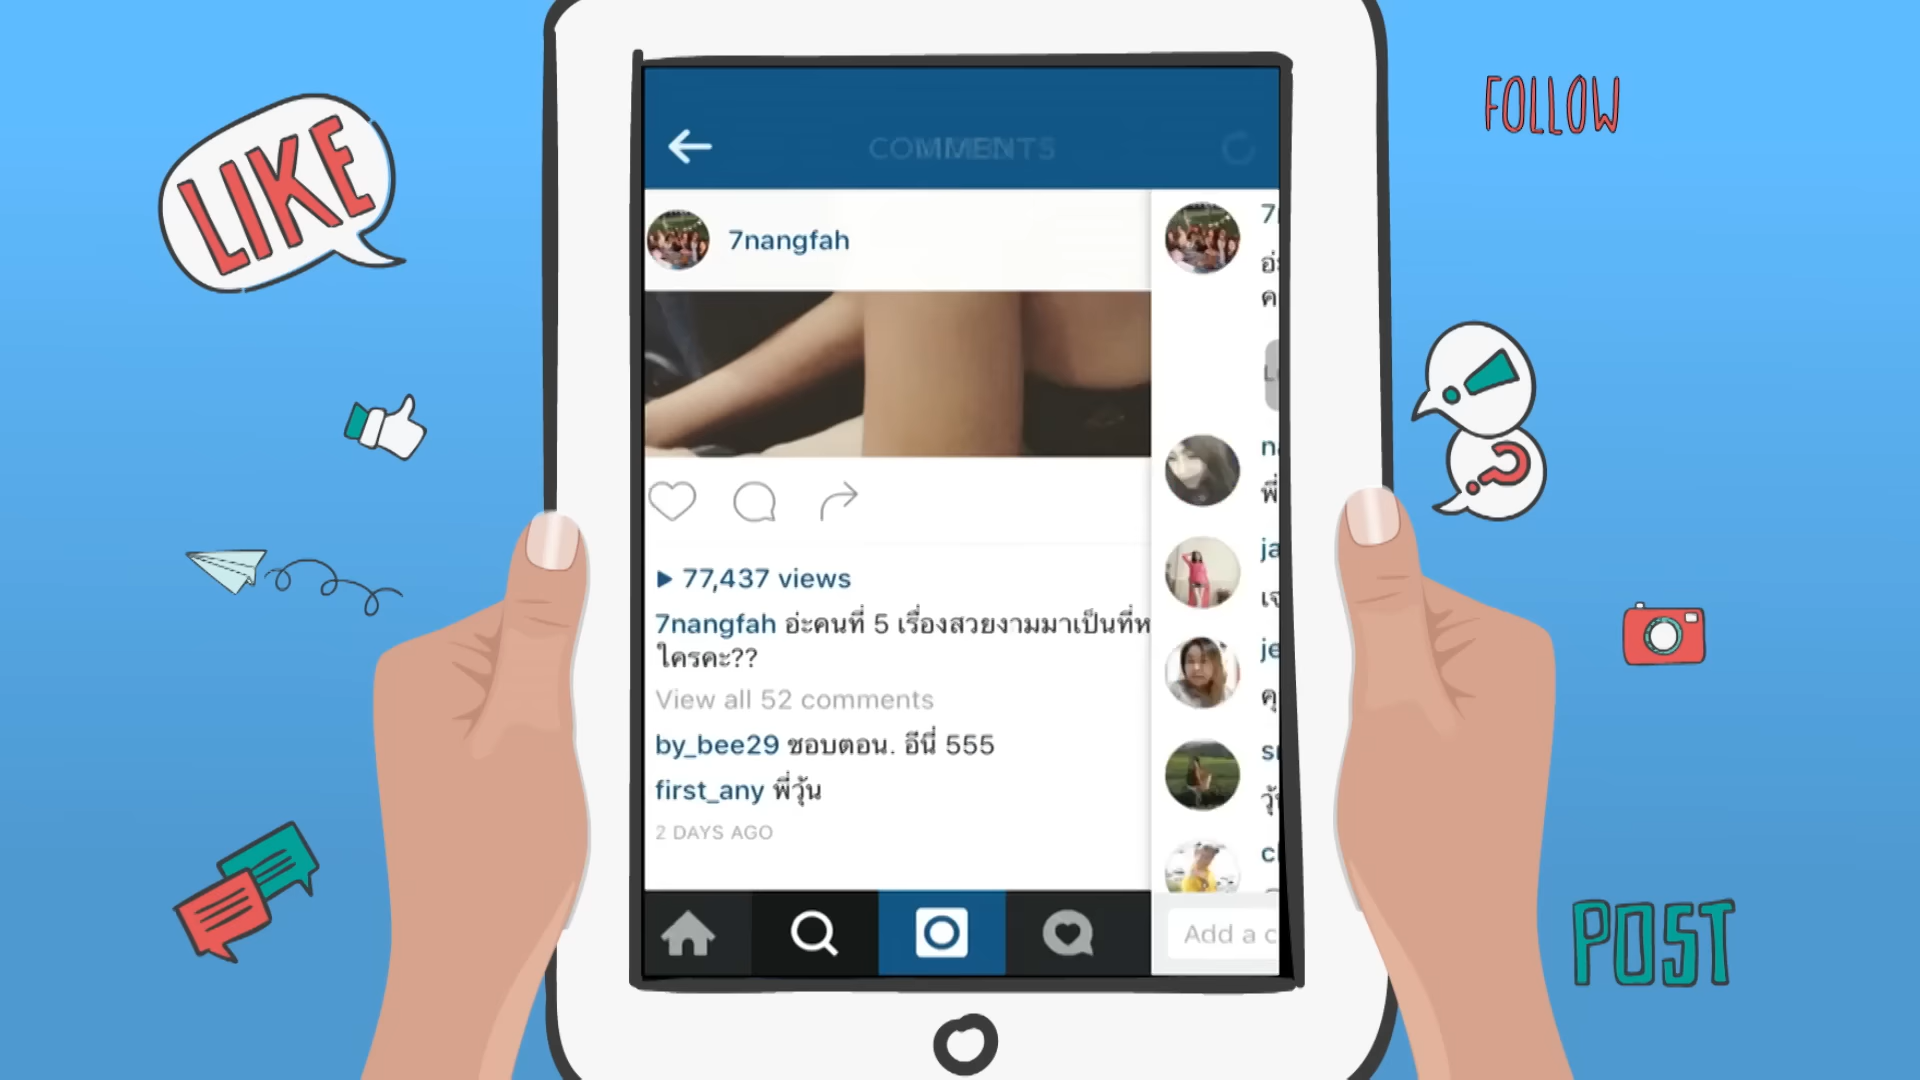 LIKE
FOLLOW
COMMENTS
7nangfah
77,437 views
7nangfah อ่ะคนที่ 5 เรื่องสวยงามมาเป็นที่ห
ใครคะ??
View all 52 comments
by_bee29 ชอบตอน. อีนี่ 555
first_any พี่วุ้น
2 DAYS AGO
Add a c
POST